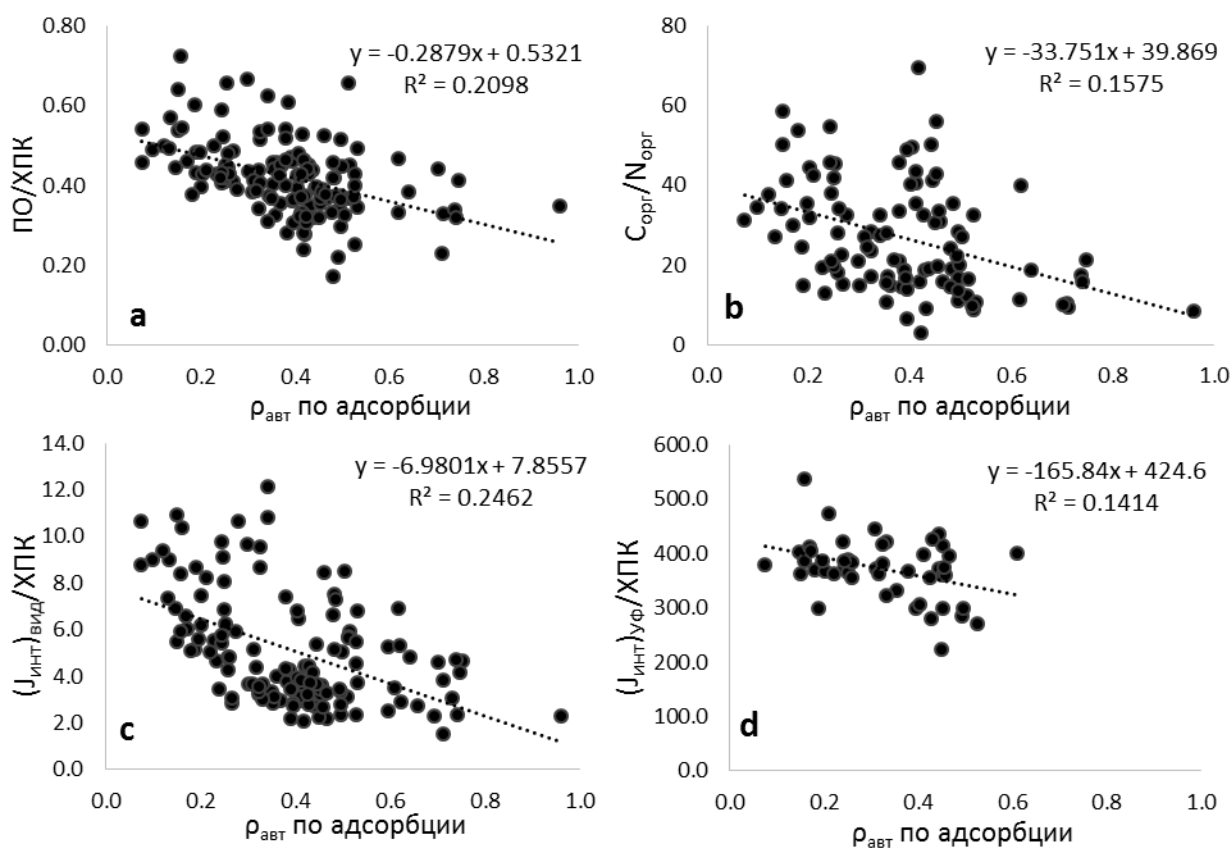 0.80
0.60
0.40
0.20
0.00
ПО/ХПК
y = -0.2879x + 0.5321
R² = 0.2098
a
0.0 0.2 0.4 0.6 0.8 1.0
ρавт по адсорбции
80
60
40
20
0
Cорг/Nорг
y = -33.751x + 39.869
R² = 0.1575
b
0.0 0.2 0.4 0.6 0.8 1.0
ρавт по адсорбции
14.0
12.0
10.0
8.0
6.0
4.0
2.0
0.0
(Jинт)вид/ХПК
y = -6.9801x + 7.8557
R² = 0.2462
c
0.0 0.2 0.4 0.6 0.8 1.0
ρавт по адсорбции
600.0
500.0
400.0
300.0
200.0
100.0
0.0
(Jинт)УФ/ХПК
y = -165.84x + 424.6
R² = 0.1414
d
0.0 0.2 0.4 0.6 0.8 1.0
ρавт по адсорбции